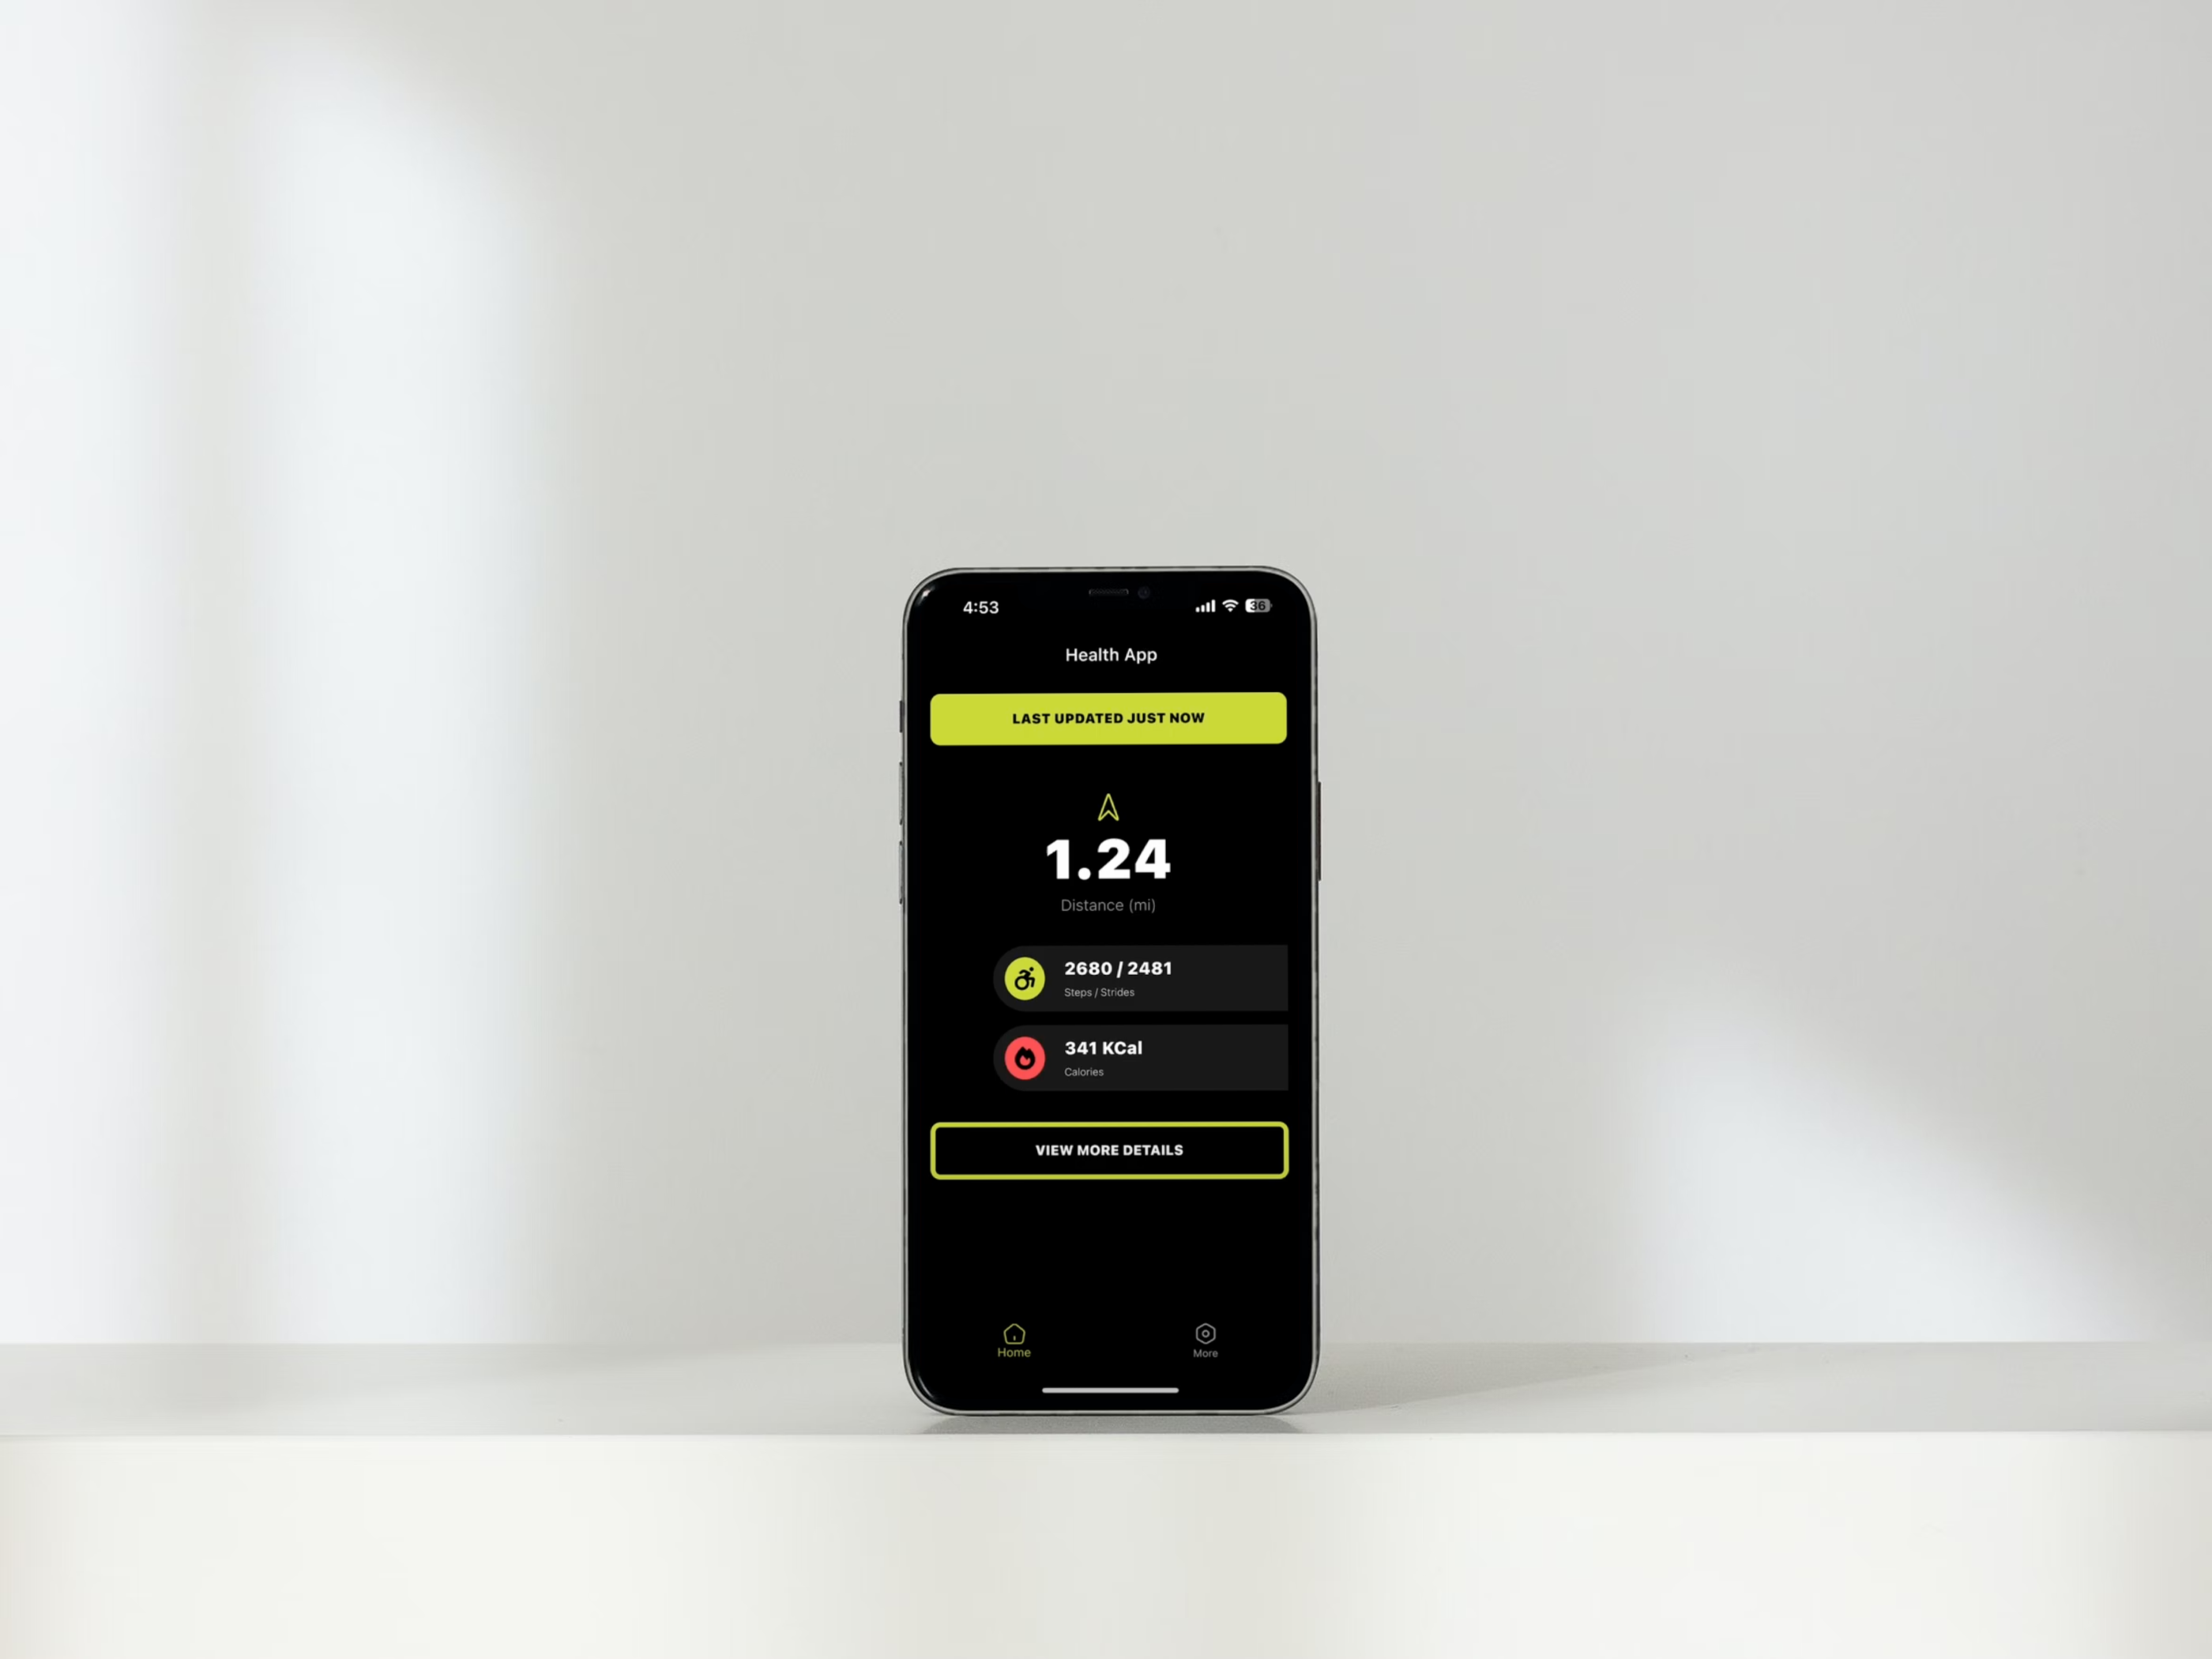 4:53
36
Health App
LAST UPDATED JUST NOW
1.24
Distance (mi)
2680 / 2481
Steps / Strides
341 KCal
Calories
VIEW MORE DETAILS
Home
More